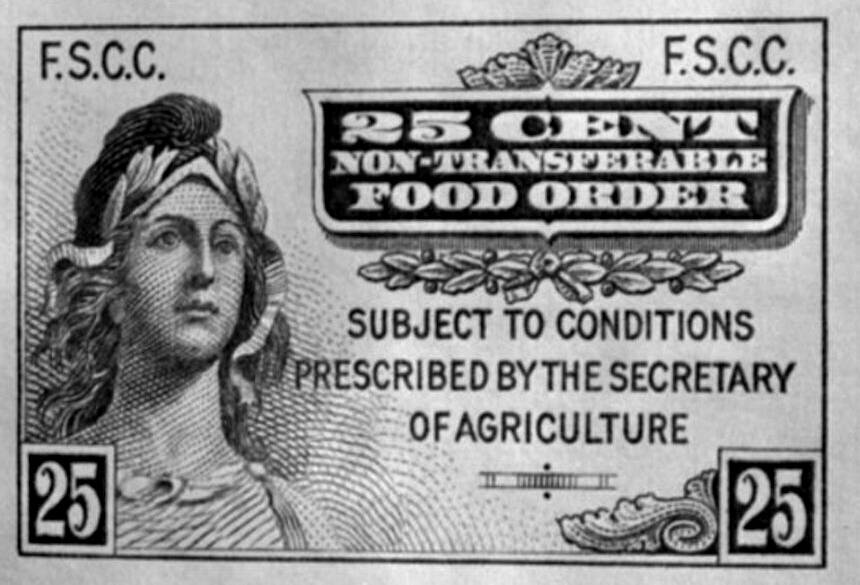 F.S.C.C.
F.S.C.C.
25 CENT
NON-TRANSFERABLE
FOOD ORDER
SUBJECT TO CONDITIONS
PRESCRIBED BY THE SECRETARY
OF AGRICULTURE
25
25